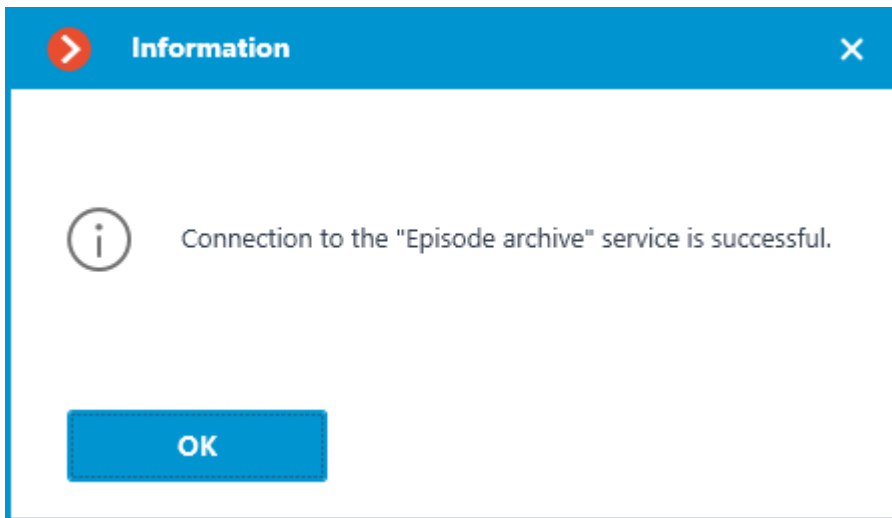 Information
Connection to the "Episode archive" service is successful.
OK